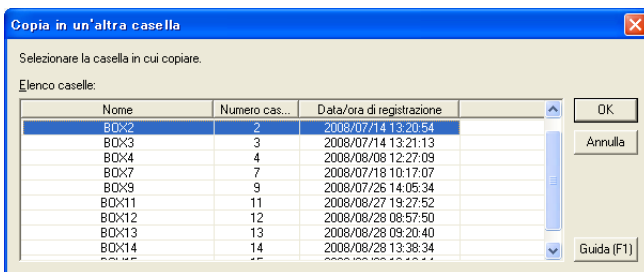 Copia in un'altra casella
Selezionare la casella in cui copiare.
Elenco caselle:
Nome Numero cas... Data/ora di registrazione
BOX2 2 2008/07/14 13:20:54 OK
BOX3 3 2008/07/14 13:21:13 Annulla
BOX4 4 2008/08/08 12:27:09
BOX7 7 2008/07/18 10:17:07
BOX9 9 2008/07/26 14:05:34
BOX11 11 2008/08/27 19:27:52
BOX12 12 2008/08/28 08:57:50
BOX13 13 2008/08/28 09:20:40
BOX14 14 2008/08/28 13:38:34 Guida (F1)